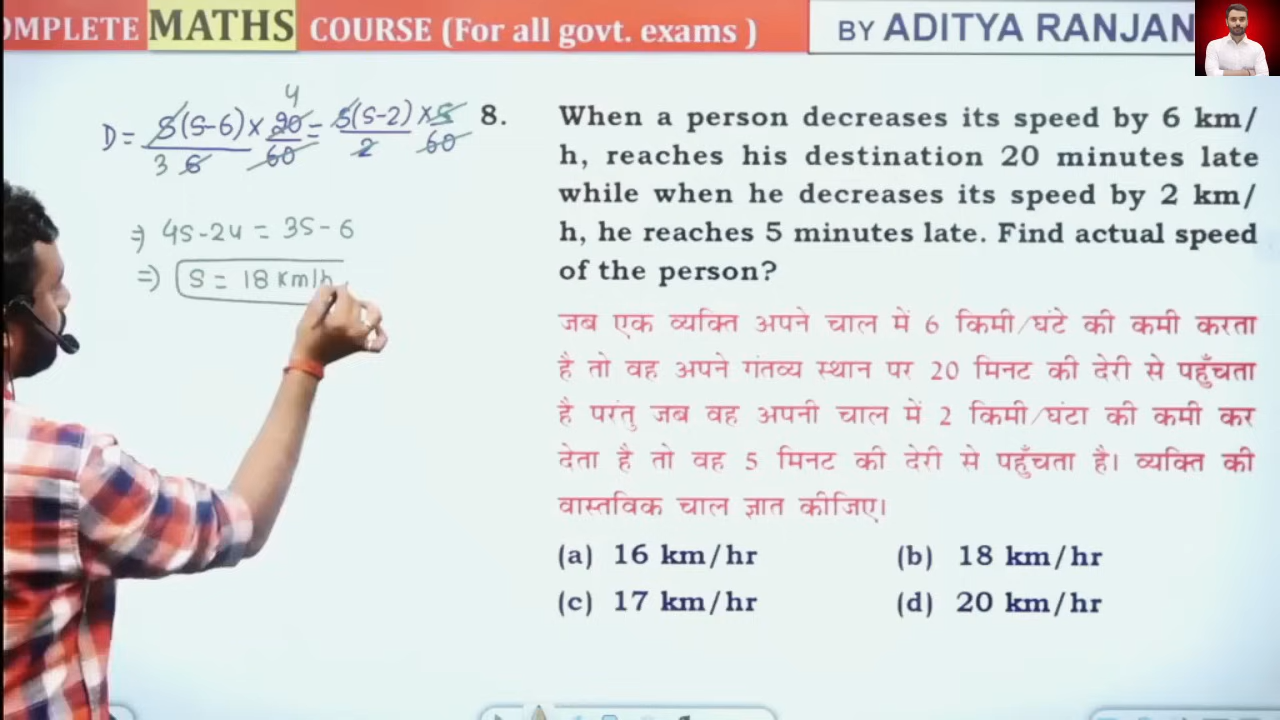 OMPLETE MATHS COURSE (For all govt. exams )
BY ADITYA RANJAN
4
D = S(S-6) × 20 = S(S-2) × 5
3 6 60 2 60
⇒ 4S-24 = 3S-6
⇒ S = 18 Km/h
8. When a person decreases its speed by 6 km/
h, reaches his destination 20 minutes late
while when he decreases its speed by 2 km/
h, he reaches 5 minutes late. Find actual speed
of the person?
जब एक व्यक्ति अपने चाल में 6 किमी/घंटे की कमी करता
है तो वह अपने गंतव्य स्थान पर 20 मिनट की देरी से पहुँचता
है परंतु जब वह अपनी चाल में 2 किमी/घंटा की कमी कर
देता है तो वह 5 मिनट की देरी से पहुँचता है। व्यक्ति की
वास्तविक चाल ज्ञात कीजिए।
(a) 16 km/hr (b) 18 km/hr
(c) 17 km/hr (d) 20 km/hr